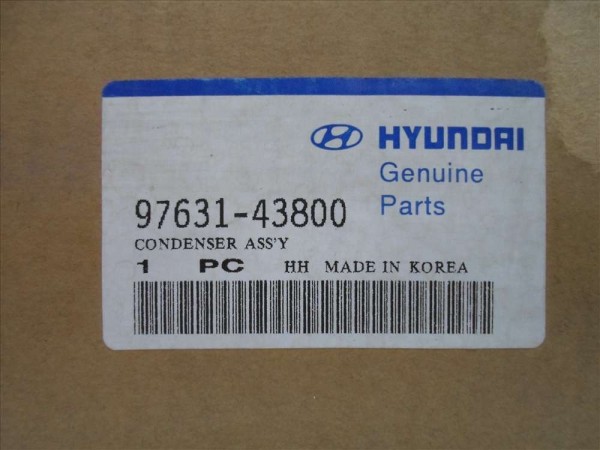 HYUNDAI
Genuine
Parts
97631-43800
CONDENSER ASS'Y
1 PC HH MADE IN KOREA